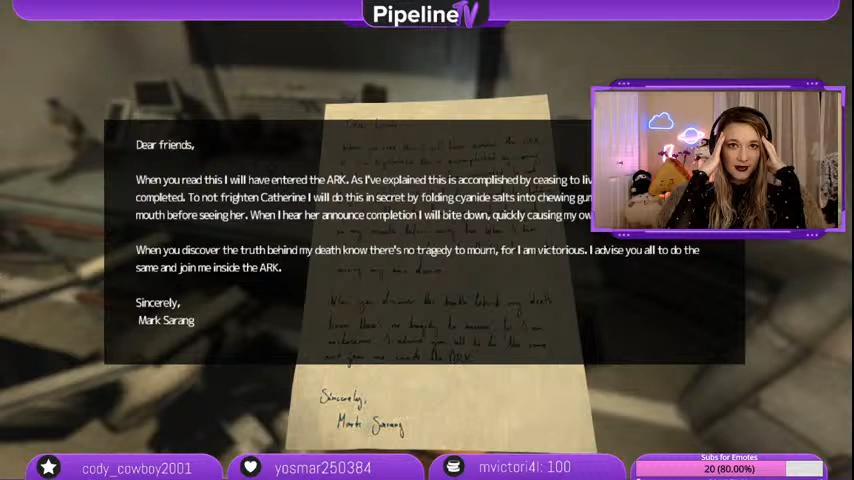 PipelineTV
Dear friends,
When you read this I will have entered the ARK. As I've explained this is accomplished by ceasing to
completed. To not frighten Catherine I will do this in secret by folding cyanide salts into chewing
mouth before seeing her. When I hear her announce completion I will bite down, quickly causing my
When you discover the truth behind my death know there's no tragedy to mourn, for I am victorious. I advise you all to do the
same and join me inside the ARK.
Sincerely,
Mark Sarang
Sincerely,
Mark Sarang
Subs for Emotes
cody_cowboy2001
yosmar250384
mvictori4l: 100
20 (80.00%)